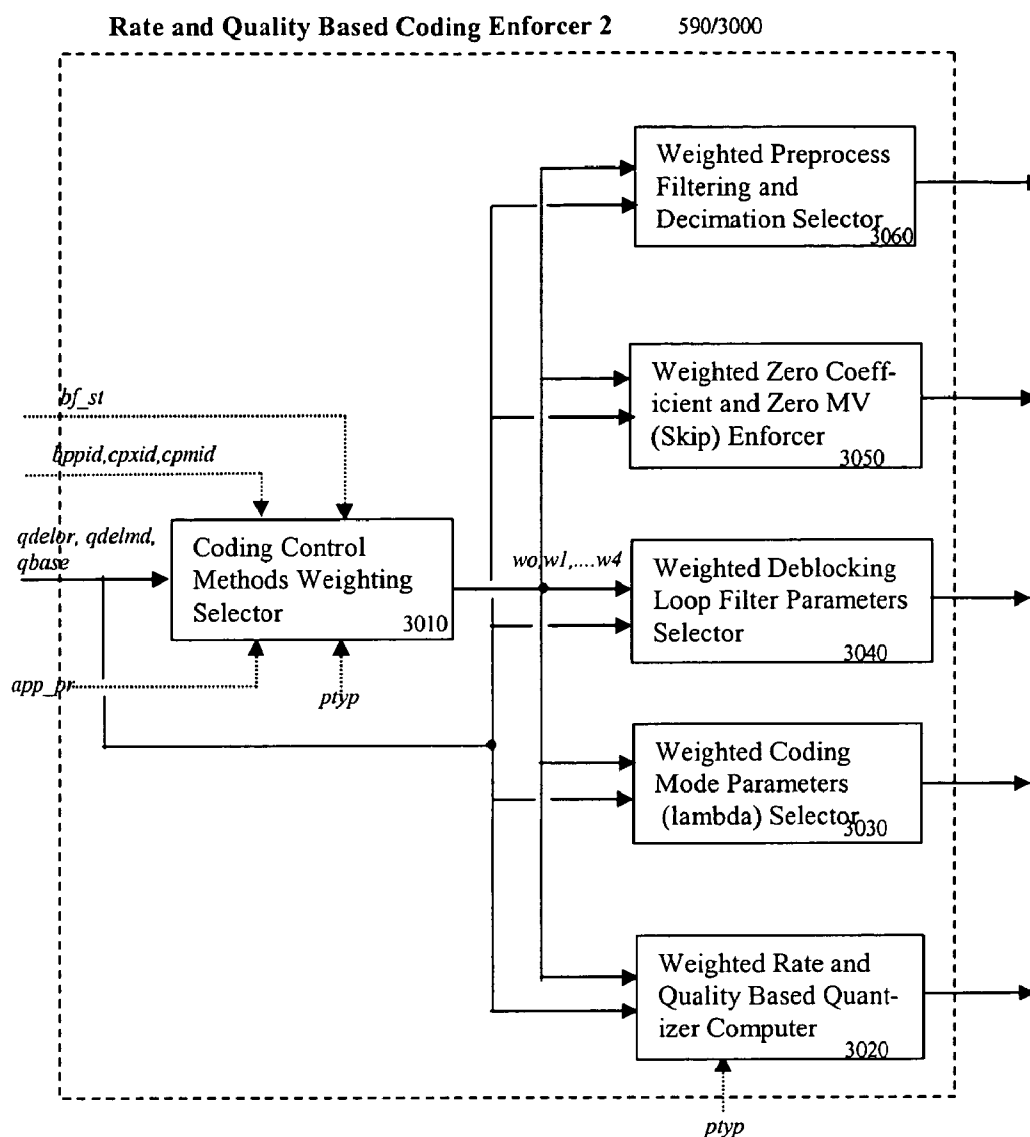 Rate and Quality Based Coding Enforcer 2 590/3000
Weighted Preprocess
Filtering and
Decimation Selector
3060
Weighted Zero Coeff-
icient and Zero MV
(Skip) Enforcer
3050
bf_st
bppid,cpxid,cpmid
qdelor, qdelmd,
qbase
Coding Control
Methods Weighting
Selector
3010
wo,w1,....w4
Weighted Deblocking
Loop Filter Parameters
Selector
3040
app_pr
ptyp
Weighted Coding
Mode Parameters
(lambda) Selector
3030
Weighted Rate and
Quality Based Quant-
izer Computer
3020
ptyp